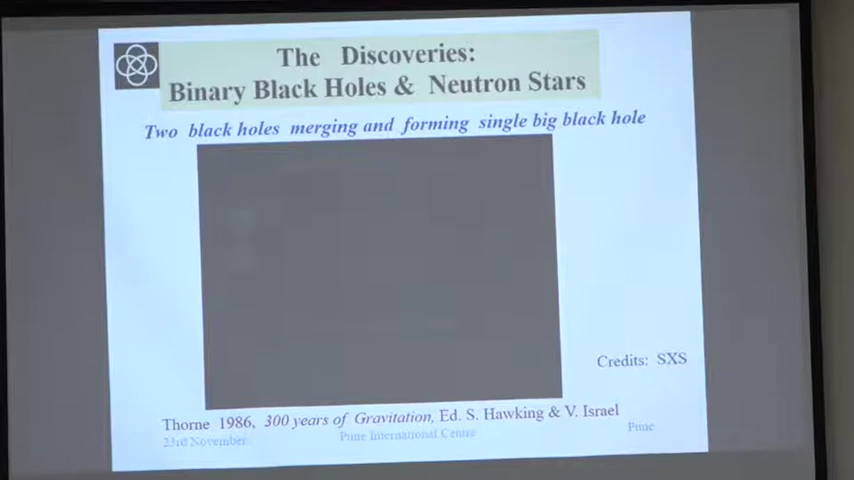 The Discoveries:
Binary Black Holes & Neutron Stars
Two black holes merging and forming single big black hole
Credits: SXS
Thorne 1986, 300 years of Gravitation, Ed. S. Hawking & V. Israel
23rd November
Pune International Centre
Pune